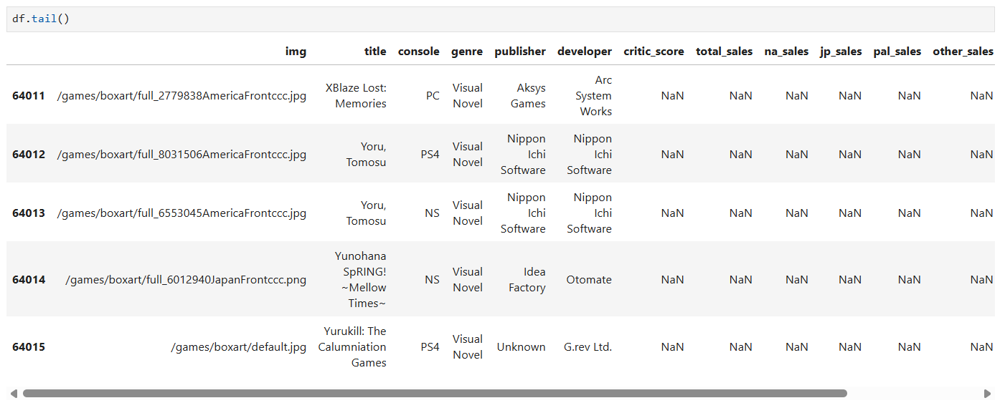 df.tail()
img title console genre publisher developer critic_score total_sales na_sales jp_sales pal_sales other_sales
64011 /games/boxart/full_2779838AmericaFrontccc.jpg XBlaze Lost: Memories PC Visual Novel Aksys Games Arc System Works NaN NaN NaN NaN NaN NaN
64012 /games/boxart/full_8031506AmericaFrontccc.jpg Yoru, Tomosu PS4 Visual Novel Nippon Ichi Software Nippon Ichi Software NaN NaN NaN NaN NaN NaN
64013 /games/boxart/full_6553045AmericaFrontccc.jpg Yoru, Tomosu NS Visual Novel Nippon Ichi Software Nippon Ichi Software NaN NaN NaN NaN NaN NaN
64014 /games/boxart/full_6012940JapanFrontccc.png Yunohana SpRING! ~Mellow Times~ NS Visual Novel Idea Factory Otomate NaN NaN NaN NaN NaN NaN
64015 /games/boxart/default.jpg Yurukill: The Calumniation Games PS4 Visual Novel Unknown G.rev Ltd. NaN NaN NaN NaN NaN NaN